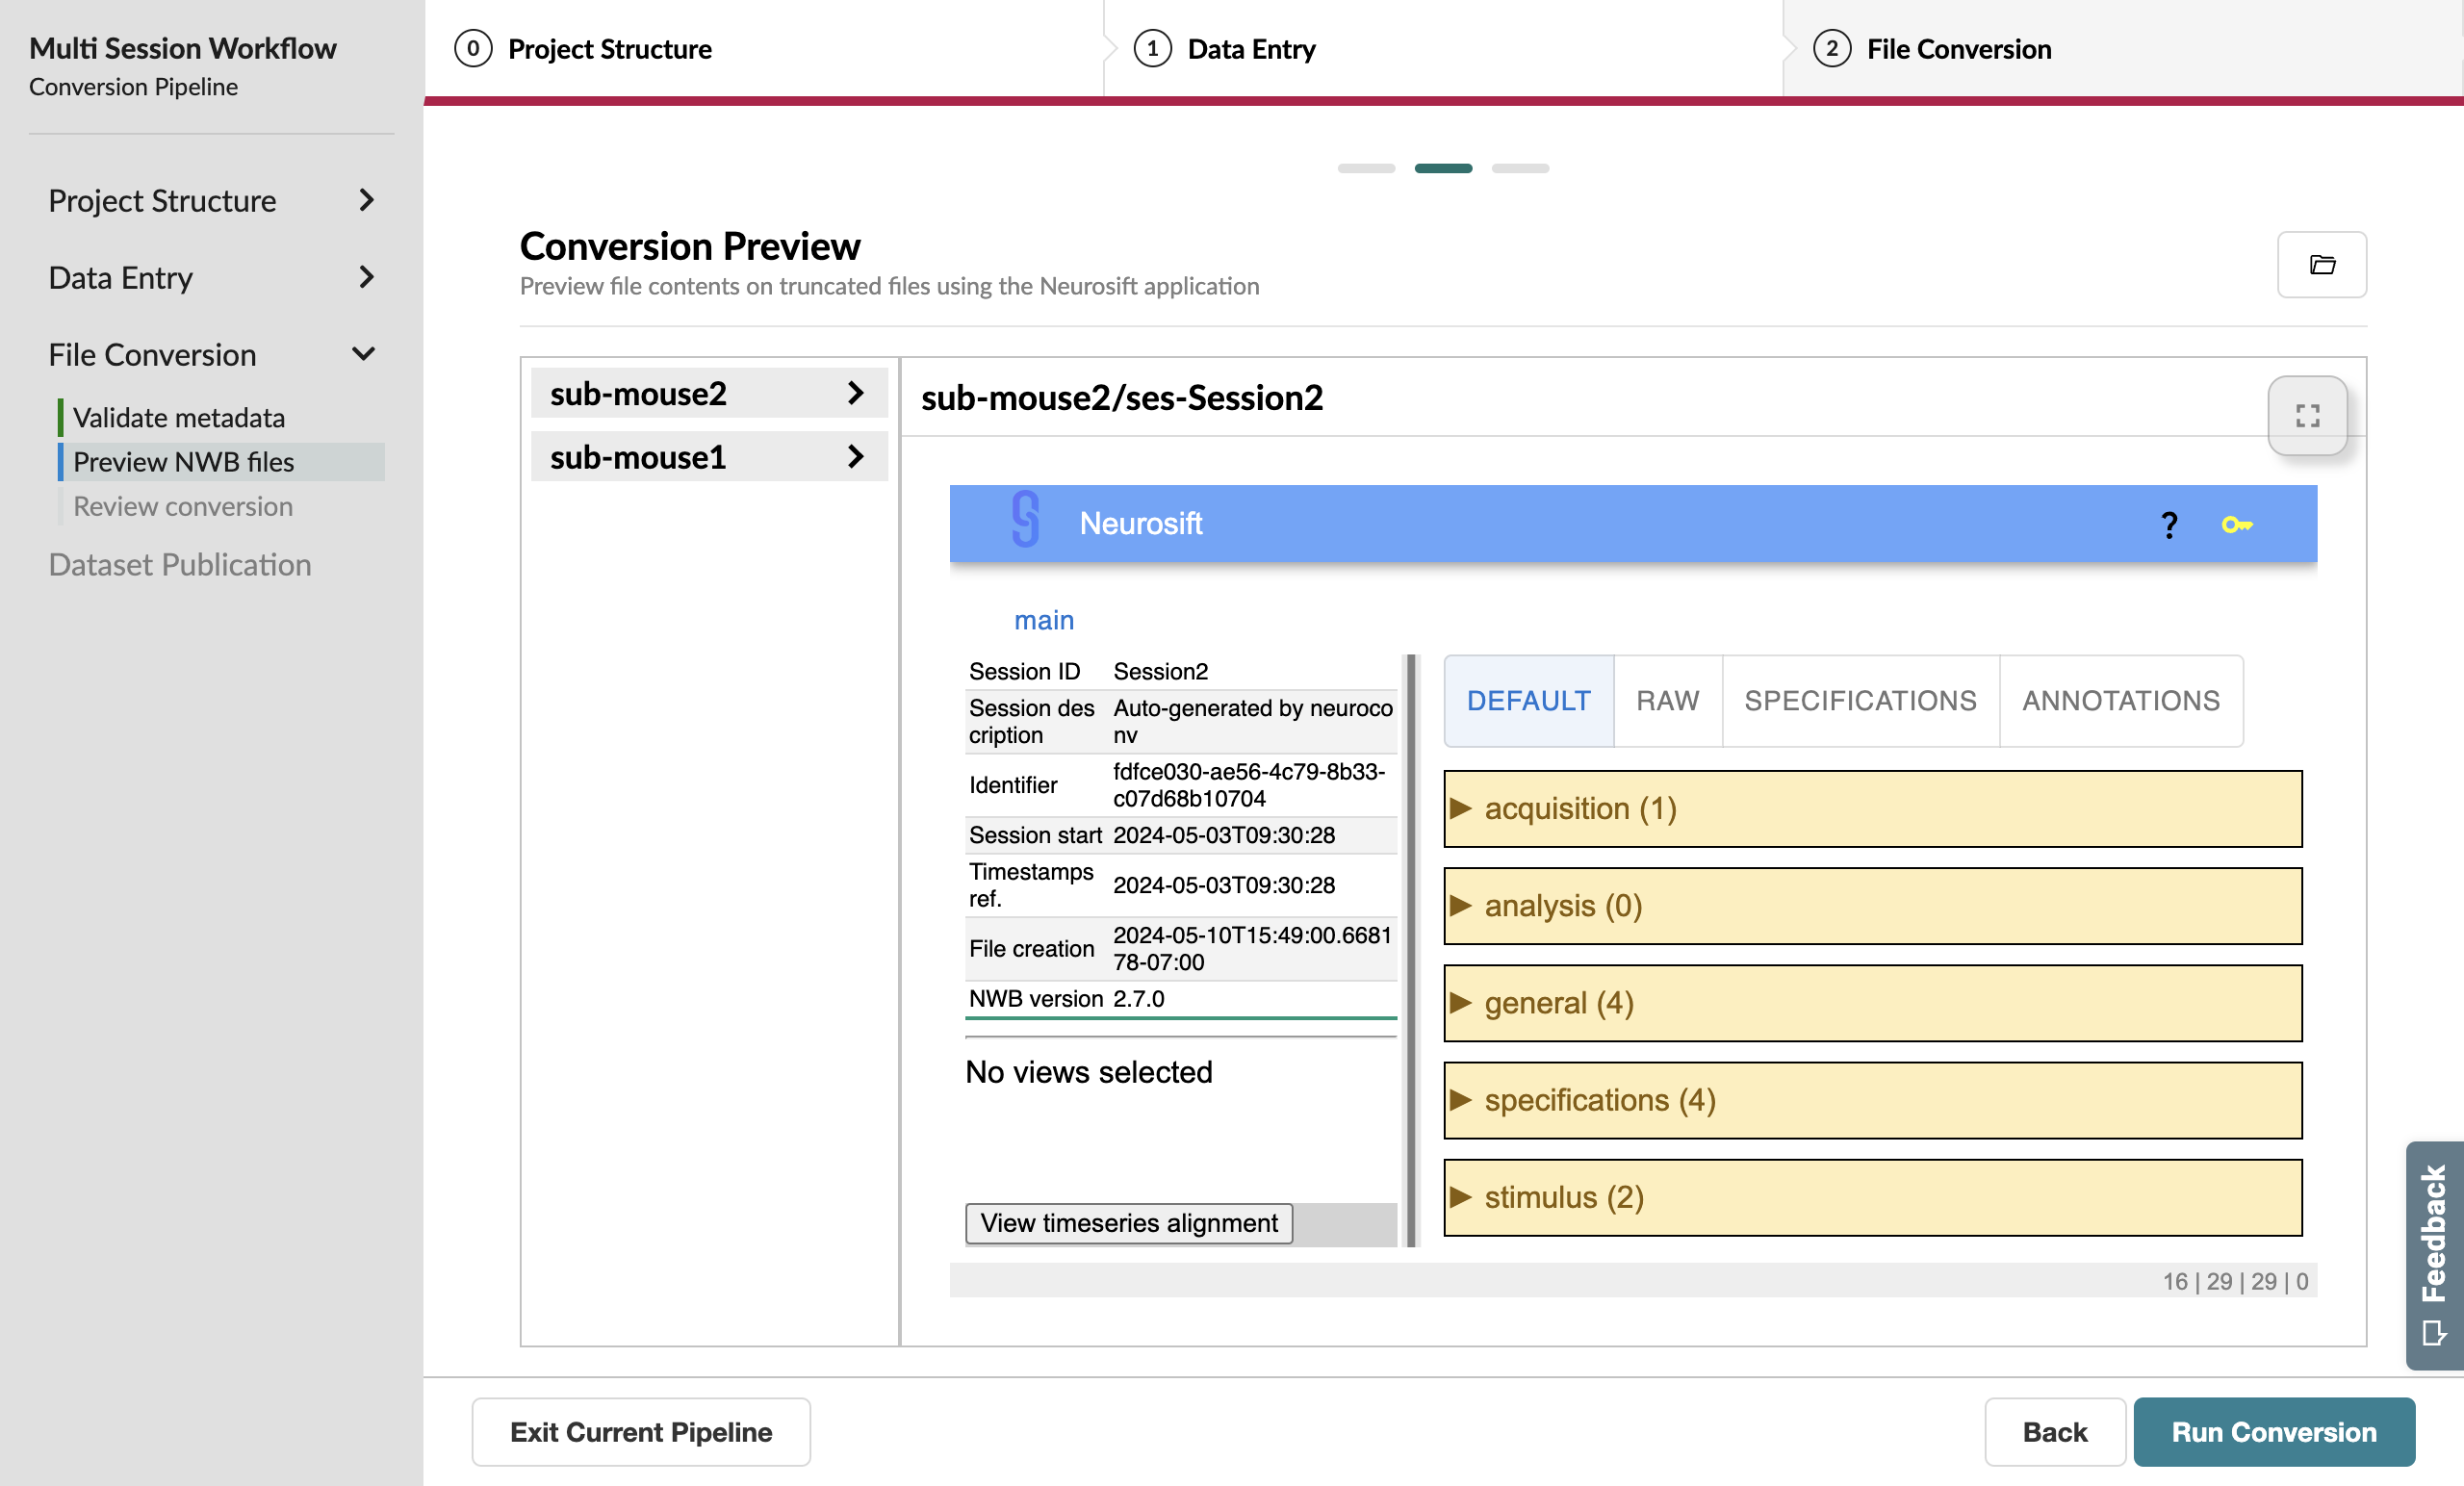 Multi Session Workflow
Conversion Pipeline
Project Structure
Data Entry
File Conversion
Validate metadata
Preview NWB files
Review conversion
Dataset Publication
0 Project Structure
1 Data Entry
2 File Conversion
Conversion Preview
Preview file contents on truncated files using the Neurosift application
sub-mouse2
sub-mouse1
sub-mouse2/ses-Session2
Neurosift
?
main
Session ID Session2
Session des
cription
Auto-generated by neuroco
nv
Identifier
fdfce030-ae56-4c79-8b33-
c07d68b10704
Session start 2024-05-03T09:30:28
Timestamps
ref.
2024-05-03T09:30:28
File creation
2024-05-10T15:49:00.6681
78-07:00
NWB version 2.7.0
No views selected
View timeseries alignment
DEFAULT RAW SPECIFICATIONS ANNOTATIONS
acquisition (1)
analysis (0)
general (4)
specifications (4)
stimulus (2)
16 | 29 | 29 | 0
Feedback
Exit Current Pipeline
Back
Run Conversion